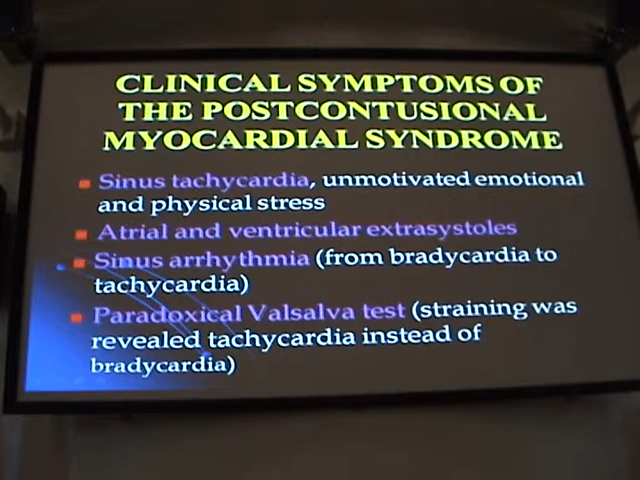 CLINICAL SYMPTOMS OF
THE POSTCONTUSIONAL
MYOCARDIAL SYNDROME
Sinus tachycardia, unmotivated emotional
and physical stress
Atrial and ventricular extrasystoles
Sinus arrhythmia (from bradycardia to
tachycardia)
Paradoxical Valsalva test (straining was
revealed tachycardia instead of
bradycardia)